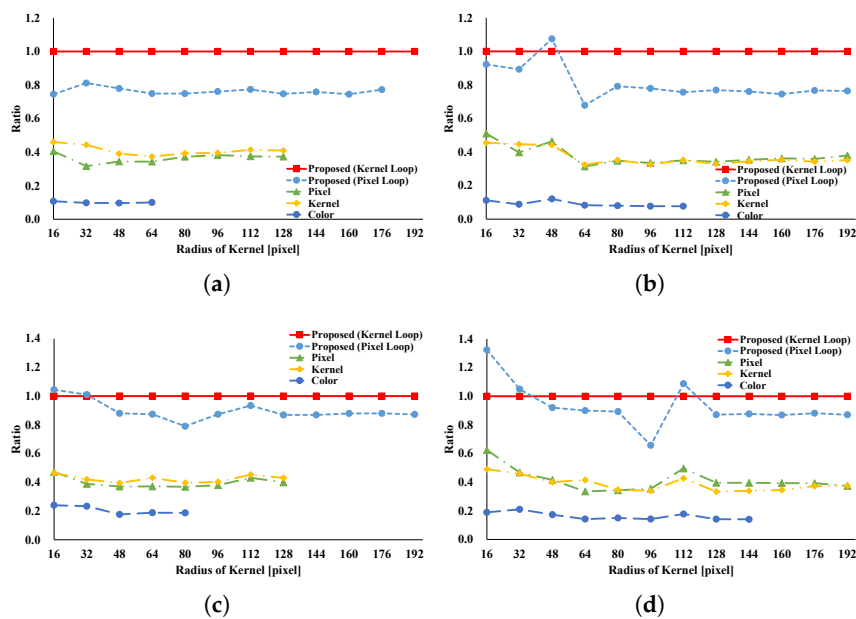 1.2
1.0
0.8
0.6
0.4
0.2
0.0
Ratio
Proposed (Kernel Loop)
Proposed (Pixel Loop)
Pixel
Kernel
Color
16 32 48 64 80 96 112 128 144 160 176 192
Radius of Kernel [pixel]
(a)
1.2
1.0
0.8
0.6
0.4
0.2
0.0
Ratio
Proposed (Kernel Loop)
Proposed (Pixel Loop)
Pixel
Kernel
Color
16 32 48 64 80 96 112 128 144 160 176 192
Radius of Kernel [pixel]
(b)
1.4
1.2
1.0
0.8
0.6
0.4
0.2
0.0
Ratio
Proposed (Kernel Loop)
Proposed (Pixel Loop)
Pixel
Kernel
Color
16 32 48 64 80 96 112 128 144 160 176 192
Radius of Kernel [pixel]
(c)
1.4
1.2
1.0
0.8
0.6
0.4
0.2
0.0
Ratio
Proposed (Kernel Loop)
Proposed (Pixel Loop)
Pixel
Kernel
Color
16 32 48 64 80 96 112 128 144 160 176 192
Radius of Kernel [pixel]
(d)